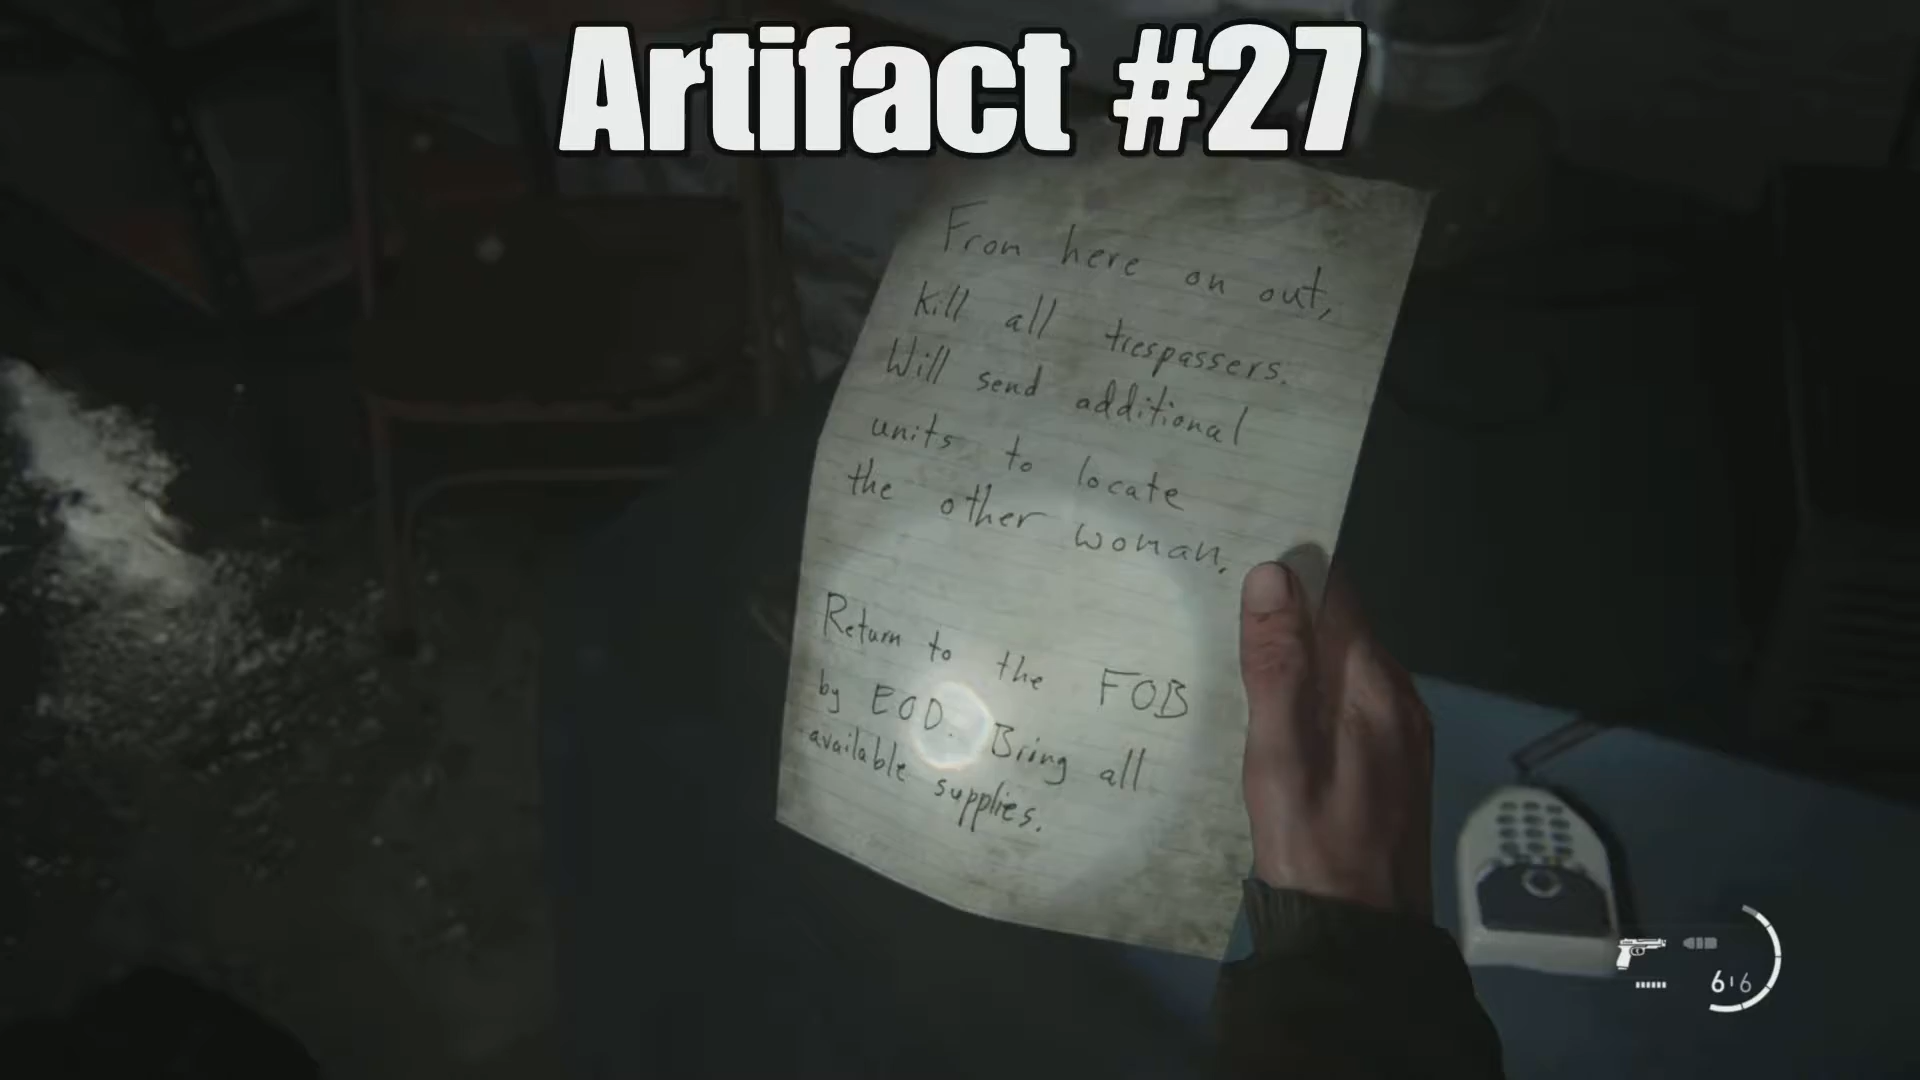 Artifact #27
From here on out,
kill all trespassers.
Will send additional
units to locate
the other woman.
Return to the FOB
by EOD. Bring all
available supplies.
6 6